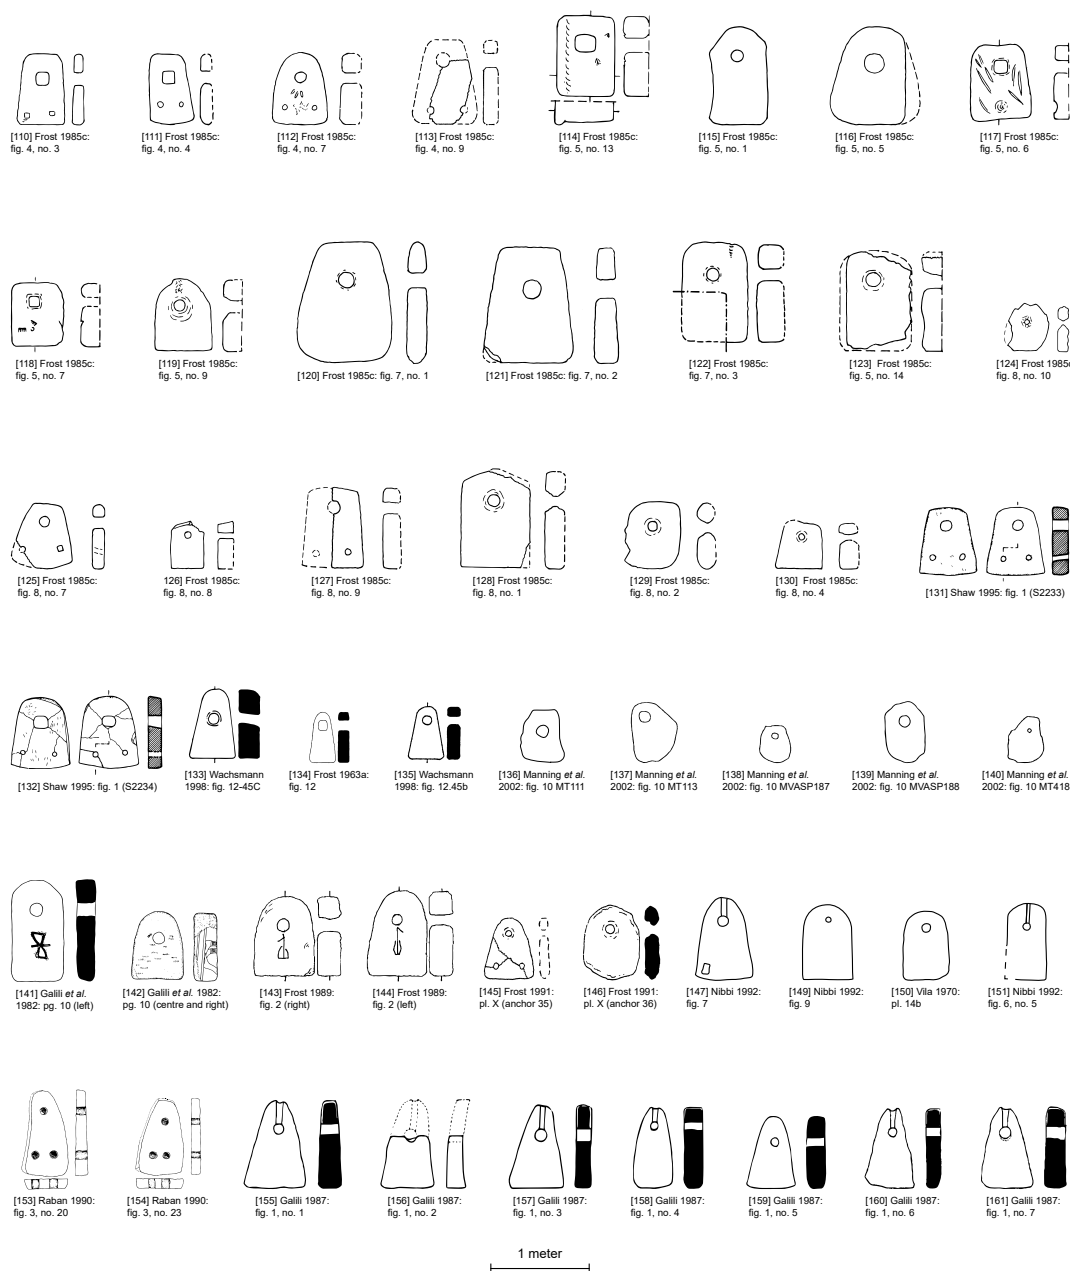 [110] Frost 1985c:
fig. 4, no. 3
[111] Frost 1985c:
fig. 4, no. 4
[112] Frost 1985c:
fig. 4, no. 7
[113] Frost 1985c:
fig. 4, no. 9
[114] Frost 1985c:
fig. 5, no. 13
[115] Frost 1985c:
fig. 5, no. 1
[116] Frost 1985c:
fig. 5, no. 5
[117] Frost 1985c:
fig. 5, no. 6
[118] Frost 1985c:
fig. 5, no. 7
[119] Frost 1985c:
fig. 5, no. 9
[120] Frost 1985c: fig. 7, no. 1
[121] Frost 1985c: fig. 7, no. 2
[122] Frost 1985c:
fig. 7, no. 3
[123] Frost 1985c:
fig. 5, no. 14
[124] Frost 1985c
fig. 8, no. 10
[125] Frost 1985c:
fig. 8, no. 7
126] Frost 1985c:
fig. 8, no. 8
[127] Frost 1985c:
fig. 8, no. 9
[128] Frost 1985c:
fig. 8, no. 1
[129] Frost 1985c:
fig. 8, no. 2
[130] Frost 1985c:
fig. 8, no. 4
[131] Shaw 1995: fig. 1 (S2233)
[132] Shaw 1995: fig. 1 (S2234)
[133] Wachsmann
1998: fig. 12-45C
[134] Frost 1963a:
fig. 12
[135] Wachsmann
1998: fig. 12.45b
[136] Manning et al.
2002: fig. 10 MT111
[137] Manning et al.
2002: fig. 10 MT113
[138] Manning et al.
2002: fig. 10 MVASP187
[139] Manning et al.
2002: fig. 10 MVASP188
[140] Manning et al.
2002: fig. 10 MT418
[141] Galili et al.
1982: pg. 10 (left)
[142] Galili et al. 1982:
pg. 10 (centre and right)
[143] Frost 1989:
fig. 2 (right)
[144] Frost 1989:
fig. 2 (left)
[145] Frost 1991:
pl. X (anchor 35)
[146] Frost 1991:
pl. X (anchor 36)
[147] Nibbi 1992:
fig. 7
[149] Nibbi 1992:
fig. 9
[150] Vila 1970:
pl. 14b
[151] Nibbi 1992:
fig. 6, no. 5
[153] Raban 1990:
fig. 3, no. 20
[154] Raban 1990:
fig. 3, no. 23
[155] Galili 1987:
fig. 1, no. 1
[156] Galili 1987:
fig. 1, no. 2
[157] Galili 1987:
fig. 1, no. 3
[158] Galili 1987:
fig. 1, no. 4
[159] Galili 1987:
fig. 1, no. 5
[160] Galili 1987:
fig. 1, no. 6
[161] Galili 1987:
fig. 1, no. 7
1 meter